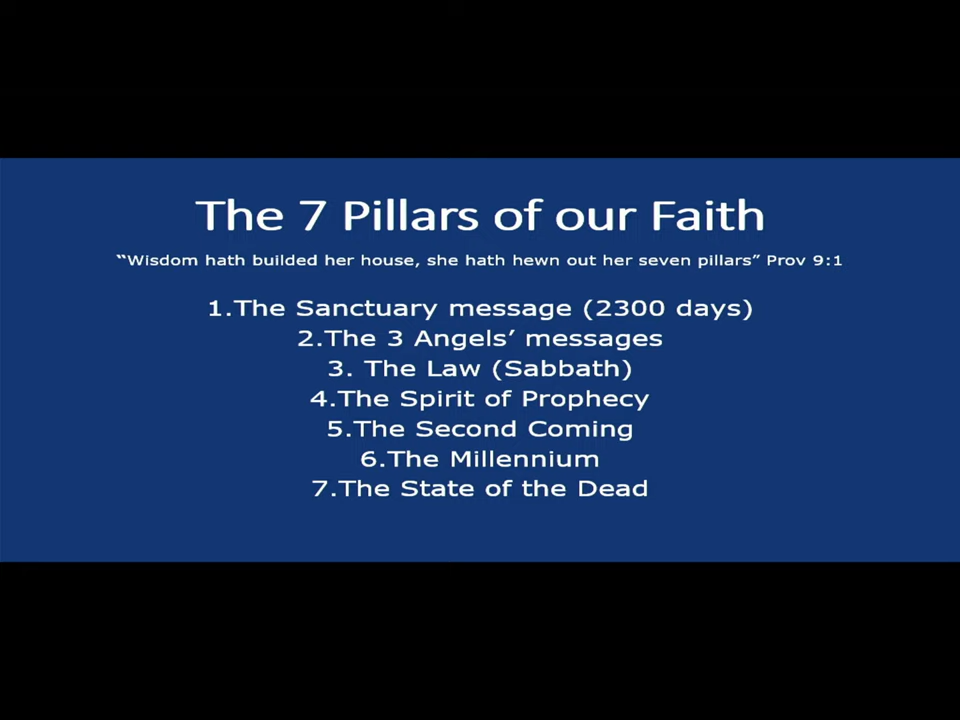 The 7 Pillars of our Faith
“Wisdom hath builded her house, she hath hewn out her seven pillars” Prov 9:1
1.The Sanctuary message (2300 days)
2.The 3 Angels’ messages
3. The Law (Sabbath)
4.The Spirit of Prophecy
5.The Second Coming
6.The Millennium
7.The State of the Dead